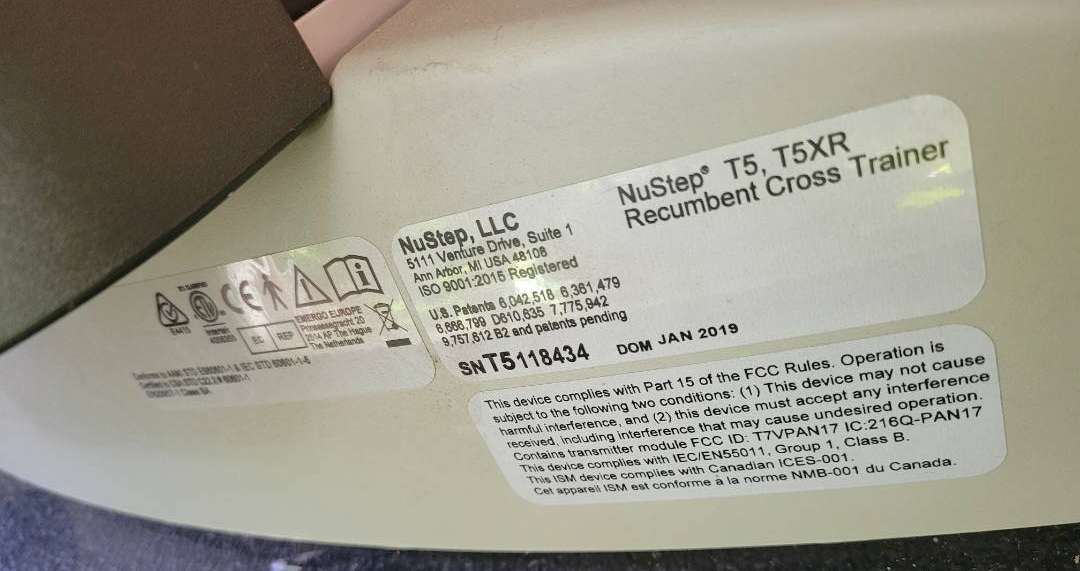 NuStep, LLC
5111 Venture Drive, Suite 1
Ann Arbor, MI USA 48108
ISO 9001:2015 Registered
U.S. Patents 6,042,518 6,361,479
6,666,799 D610,635 7,775,942
9,757,612 B2 and patents pending
SNT5118434 DOM JAN 2019
NuStep® T5, T5XR
Recumbent Cross Trainer
CE
EC REP
EMERGO EUROPE
Prinsessegracht 20
2514 AP The Hague
The Netherlands
Intertek
This device complies with Part 15 of the FCC Rules. Operation is
subject to the following two conditions: (1) This device may not cause
harmful interference, and (2) this device must accept any interference
received, including interference that may cause undesired operation.
Contains transmitter module FCC ID: T7VPAN17 IC:216Q-PAN17
This device complies with IEC/EN55011, Group 1, Class B.
This ISM device complies with Canadian ICES-001.
Cet appareil ISM est conforme à la norme NMB-001 du Canada.